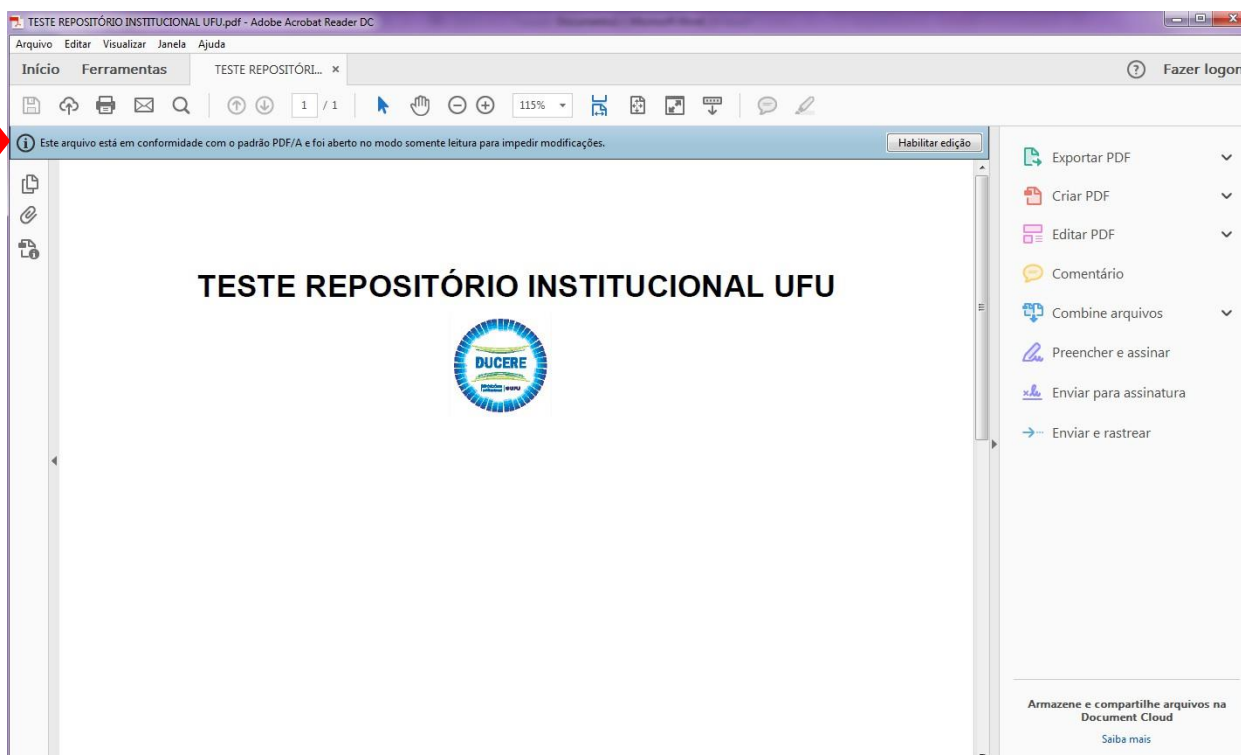 TESTE REPOSITÓRIO INSTITUCIONAL UFU.pdf - Adobe Acrobat Reader DC
Arquivo Editar Visualizar Janela Ajuda
Início Ferramentas TESTE REPOSITÓRI... × ? Fazer logon
1 / 1 115%
Este arquivo está em conformidade com o padrão PDF/A e foi aberto no modo somente leitura para impedir modificações. Habilitar edição
Exportar PDF
Criar PDF
Editar PDF
Comentário
Combine arquivos
Preencher e assinar
Enviar para assinatura
Enviar e rastrear
TESTE REPOSITÓRIO INSTITUCIONAL UFU
DUCERE
Armazene e compartilhe arquivos na
Document Cloud
Saiba mais